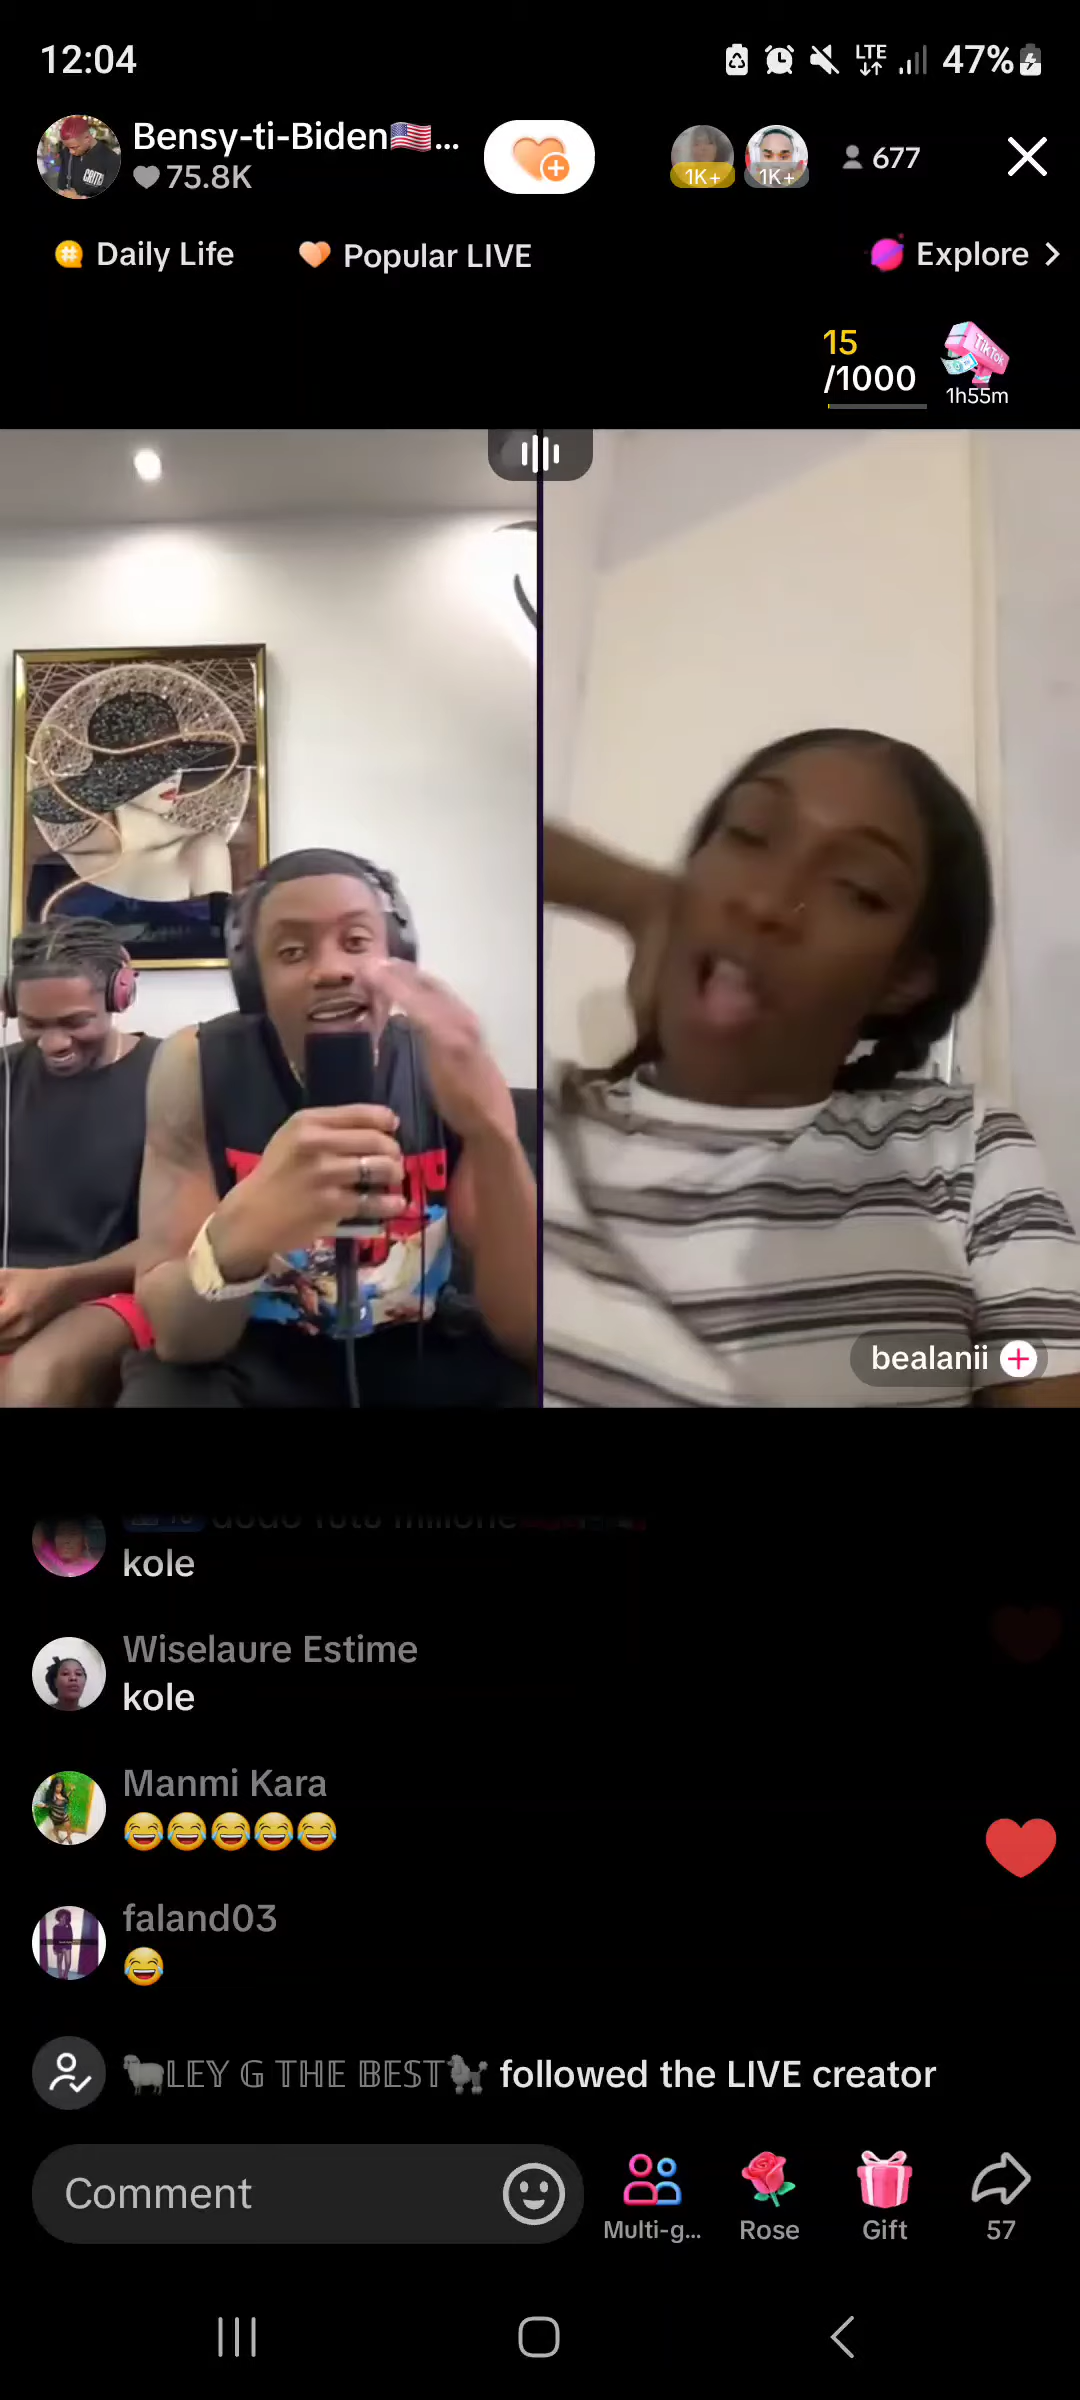 12:04
LTE
47%
Bensy-ti-Biden🇺🇸...
75.8K
1K+
1K+
677
Daily Life
Popular LIVE
Explore
15
/1000
TikTok
1h55m
bealanii
kole
Wiselaure Estime
kole
Manmi Kara
😂😂😂😂😂
faland03
😂
🐑LEY G THE BEST🐩 followed the LIVE creator
Comment
Multi-g...
Rose
Gift
57